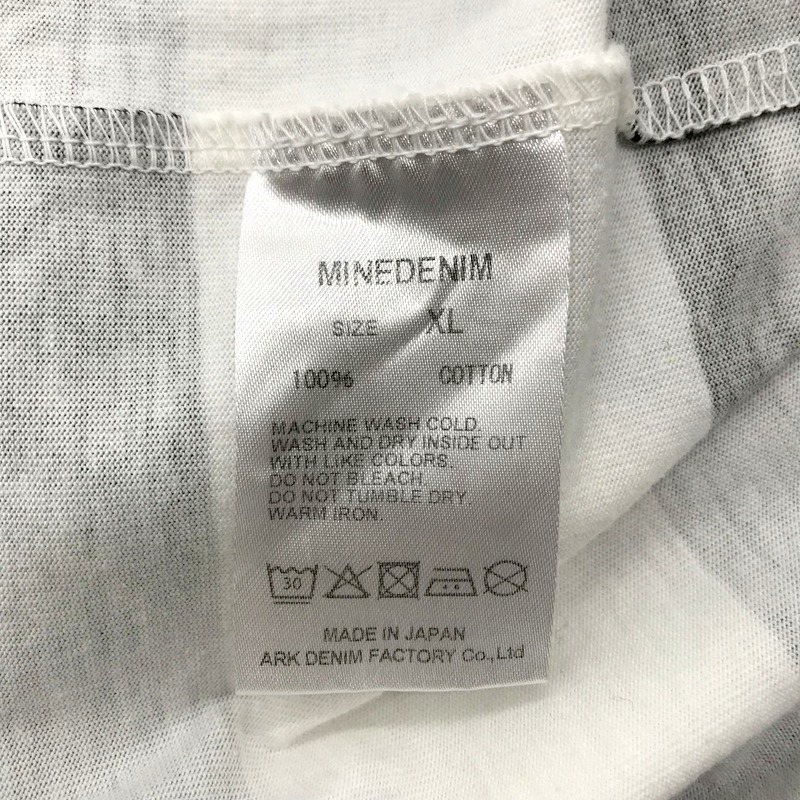 MINEDENIM
SIZE XL
100% COTTON
MACHINE WASH COLD.
WASH AND DRY INSIDE OUT
WITH LIKE COLORS.
DO NOT BLEACH.
DO NOT TUMBLE DRY.
WARM IRON.
30
MADE IN JAPAN
ARK DENIM FACTORY Co.,Ltd